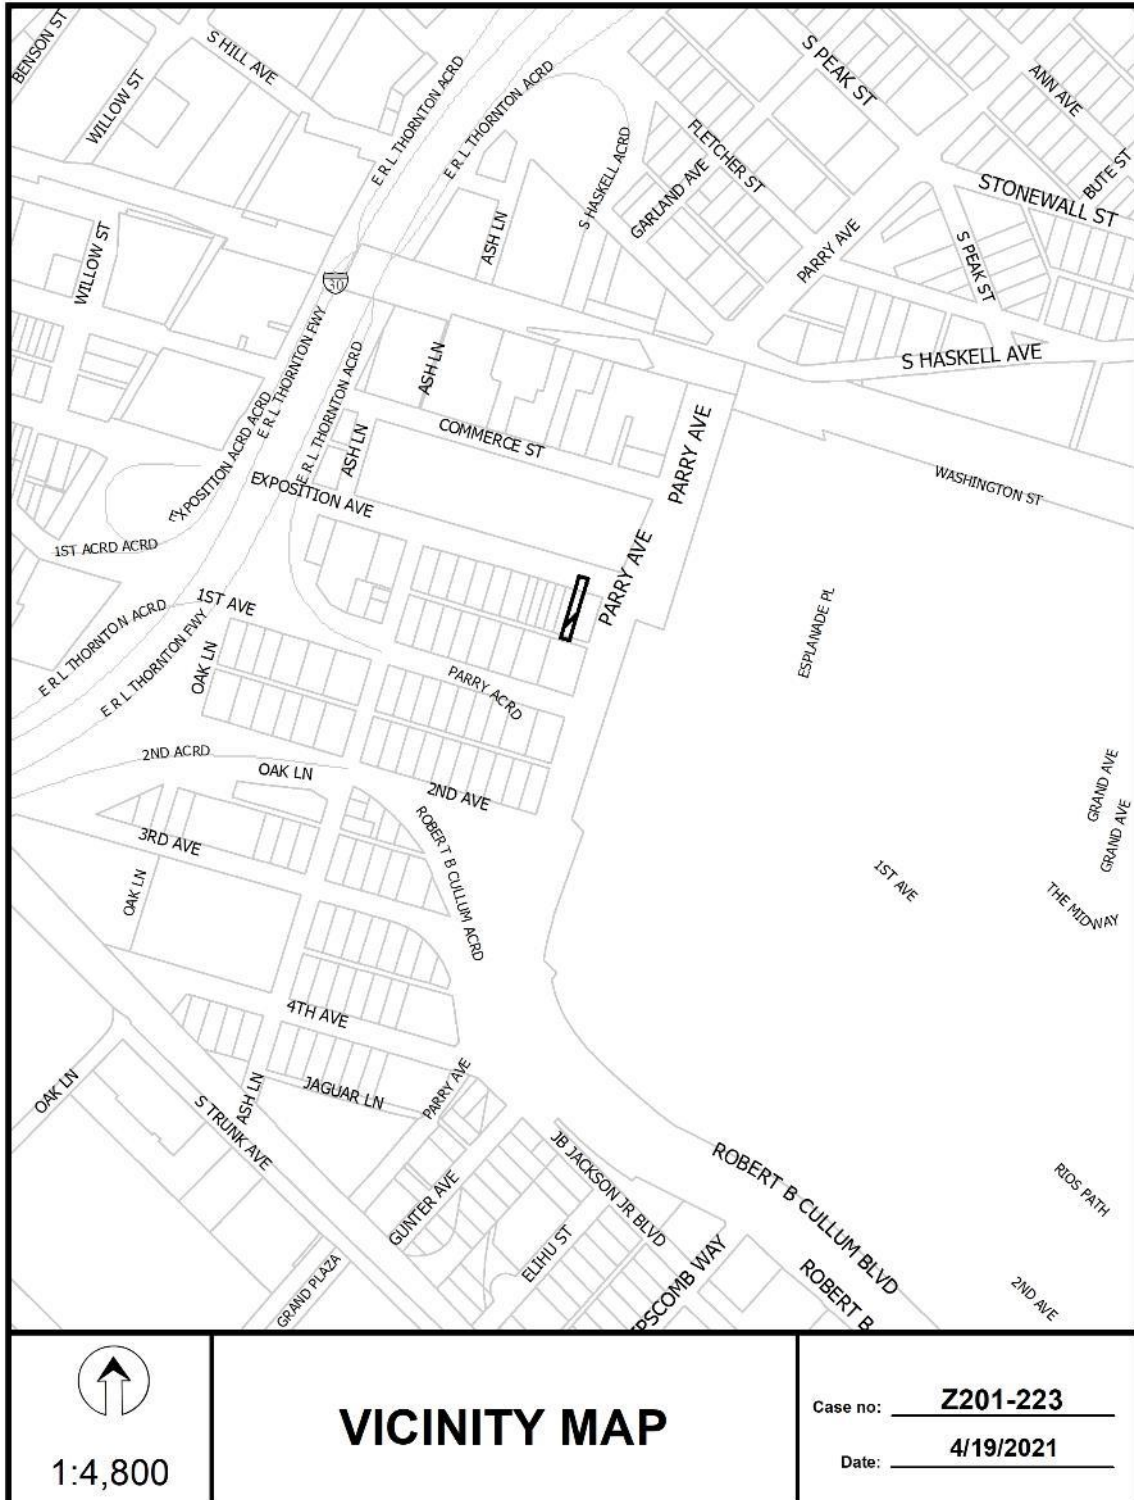 BENSON ST
S HILL AVE
WILLOW ST
E R L THORNTON ACRD
E R L THORNTON ACRD
S PEAK ST
ANN AVE
FLETCHER ST
BUTE ST
S HASKELL ACRD
GARLAND AVE
STONEWALL ST
ASH LN
PARRY AVE
S PEAK ST
WILLOW ST
30
E R L THORNTON FWY
ASH LN
S HASKELL AVE
E R L THORNTON ACRD
EXPOSITION ACRD ACRD
COMMERCE ST
PARRY AVE
ASH LN
WASHINGTON ST
EXPOSITION AVE
1ST ACRD ACRD
PARRY AVE
1ST AVE
ESPLANADE PL
E R L THORNTON ACRD
E R L THORNTON FWY
OAK LN
PARRY ACRD
2ND ACRD
OAK LN
2ND AVE
GRAND AVE
GRAND AVE
3RD AVE
ROBERT B CULLUM ACRD
OAK LN
1ST AVE
THE MIDWAY
4TH AVE
OAK LN
ASH LN
JAGUAR LN
PARRY AVE
S TRUNK AVE
JB JACKSON JR BLVD
ROBERT B CULLUM BLVD
RIOS PATH
GUNTER AVE
ELIHU ST
GRAND PLAZA
PSCOMB WAY
ROBERT B
2ND AVE
1:4,800
VICINITY MAP
Case no: Z201-223
Date: 4/19/2021